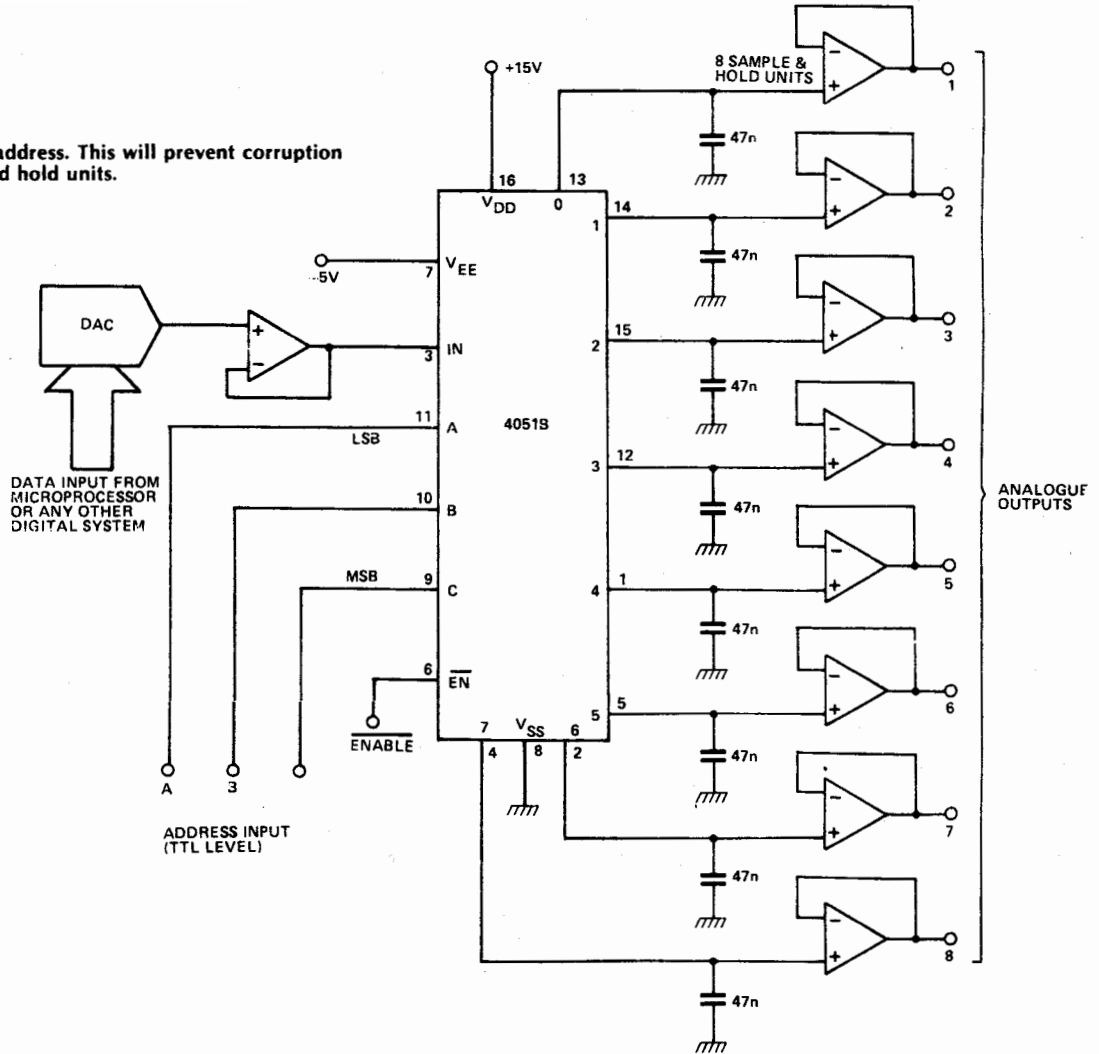 address. This will prevent corruption
d hold units.
+15V
8 SAMPLE &
HOLD UNITS
16
VDD
13
0
-5V
7
VEE
DAC
3
IN
11
A
LSB
10
B
MSB
9
C
6
EN
ENABLE
4051B
14
1
15
2
12
3
1
4
5
5
7
4
VSS
8
6
2
DATA INPUT FROM
MICROPROCESSOR
OR ANY OTHER
DIGITAL SYSTEM
A
3
ADDRESS INPUT
(TTL LEVEL)
+
-
-
+
1
47n
-
+
2
47n
-
+
3
47n
-
+
4
47n
-
+
5
47n
-
+
6
47n
-
+
7
47n
-
+
8
47n
ANALOGUE
OUTPUTS